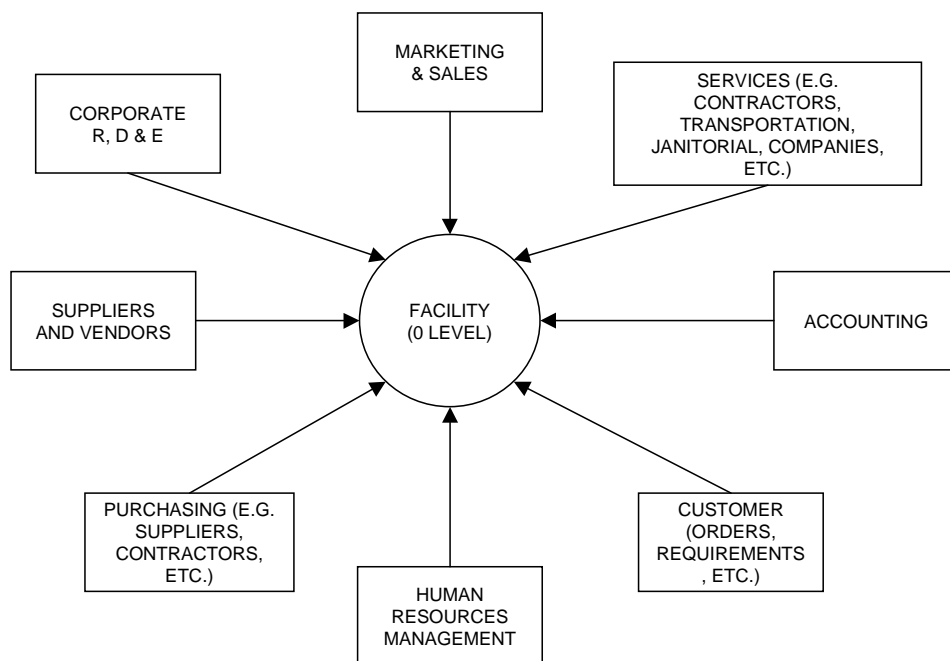 MARKETING
& SALES
CORPORATE
R, D & E
SERVICES (E.G.
CONTRACTORS,
TRANSPORTATION,
JANITORIAL, COMPANIES,
ETC.)
SUPPLIERS
AND VENDORS
FACILITY
(0 LEVEL)
ACCOUNTING
PURCHASING (E.G.
SUPPLIERS,
CONTRACTORS,
ETC.)
HUMAN
RESOURCES
MANAGEMENT
CUSTOMER
(ORDERS,
REQUIREMENTS
, ETC.)